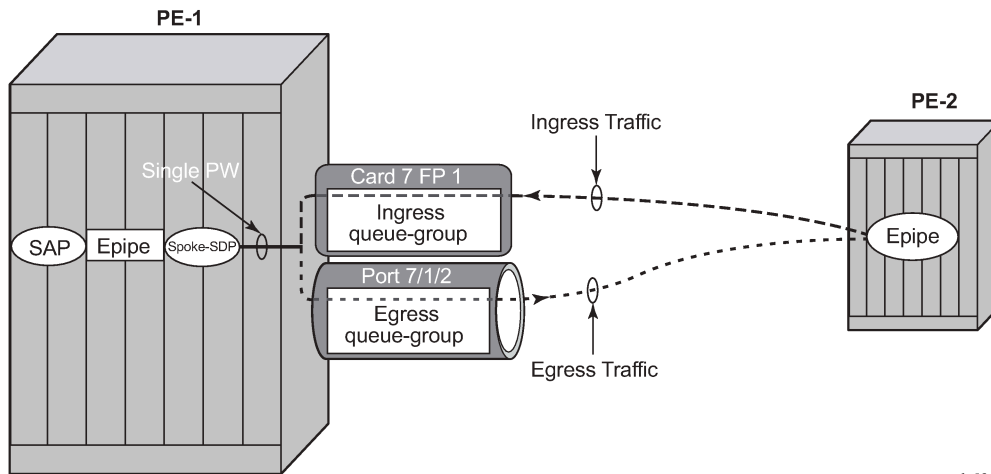 PE-1
PE-2
Ingress Traffic
Single PW
Card 7 FP 1
Ingress
queue-group
SAP
Epipe
Spoke-SDP
Epipe
Port 7/1/2
Egress
queue-group
Egress Traffic